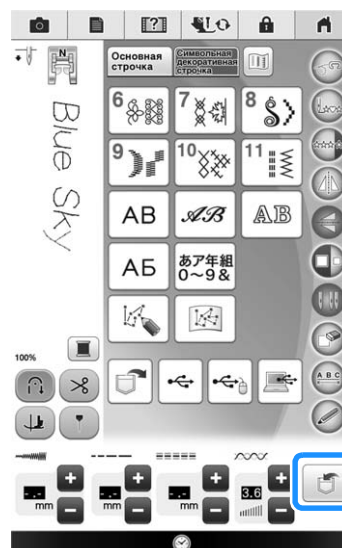 N
Основная
строчка
Символьная
декоративная
строчка
Blue Sky
6
7
8
9
10
11
AB
AB
AB
АБ
あア年組
0~9&
100%
A B C
-.-
mm
-.-
mm
-.-
mm
3.6